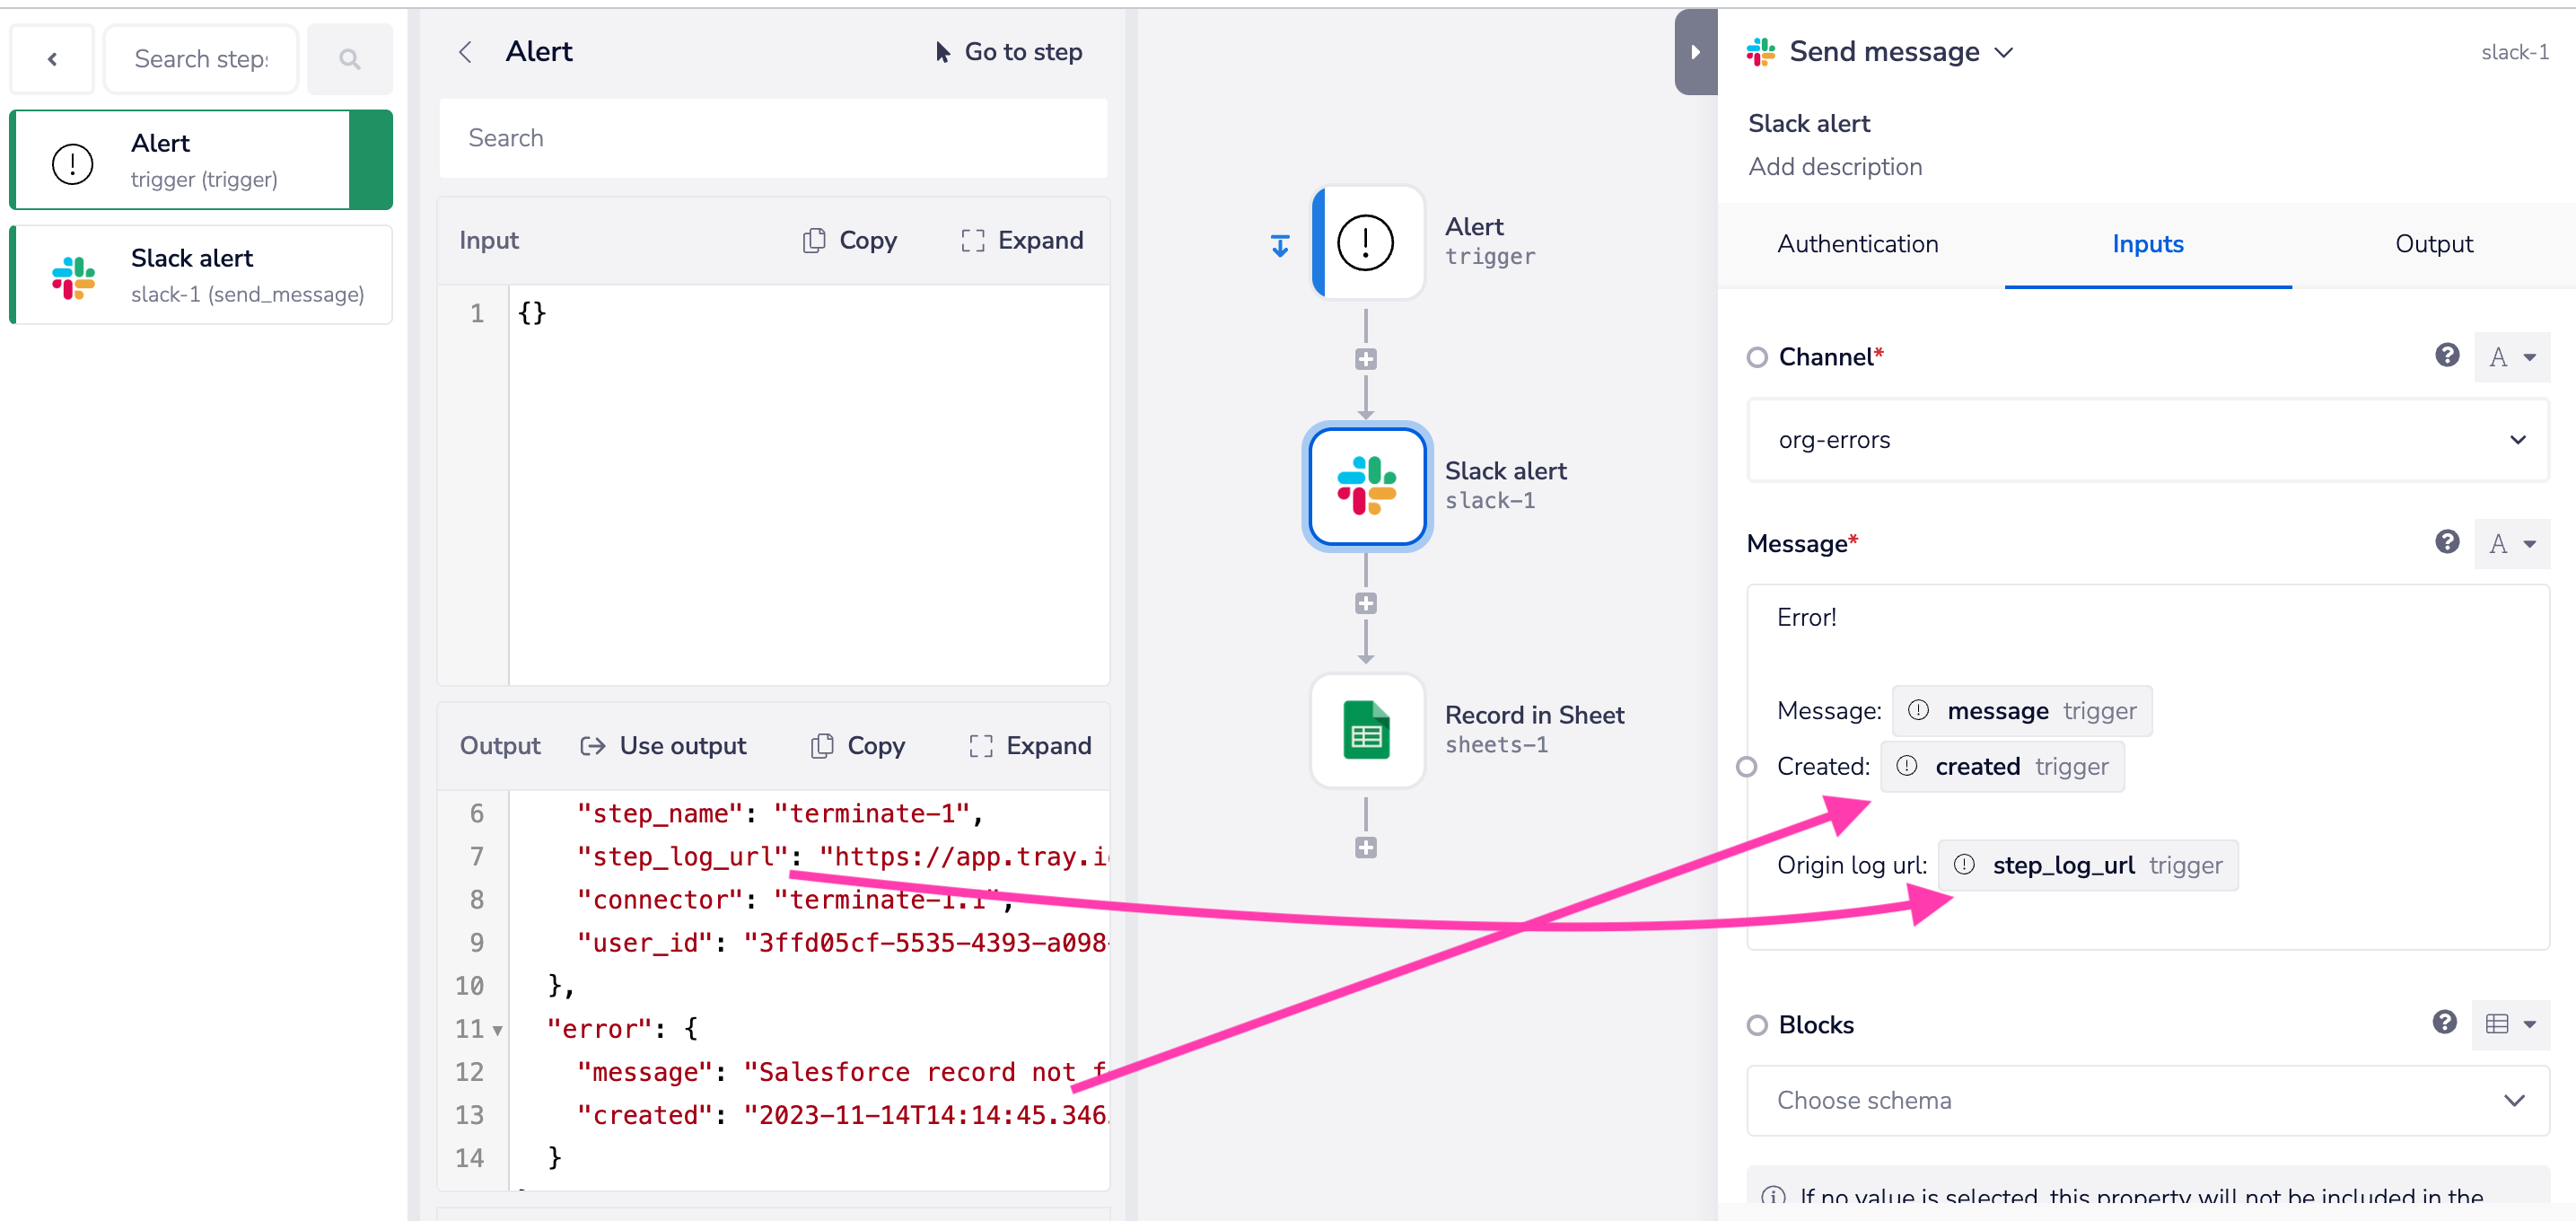 Search steps
Alert
trigger (trigger)
Slack alert
slack-1 (send_message)
Alert
Go to step
Search
Input
Copy
Expand
1 {}
Output
Use output
Copy
Expand
6 "step_name": "terminate-1",
7 "step_log_url": "https://app.tray.i
8 "connector": "terminate-1.1",
9 "user_id": "3ffd05cf-5535-4393-a098-
10 },
11 "error": {
12 "message": "Salesforce record not f
13 "created": "2023-11-14T14:14:45.346
14 }
Alert
trigger
Slack alert
slack-1
Record in Sheet
sheets-1
Send message
slack-1
Slack alert
Add description
Authentication
Inputs
Output
Channel*
A
org-errors
Message*
A
Error!
Message: message trigger
Created: created trigger
Origin log url: step_log_url trigger
Blocks
Choose schema
If no value is selected, this property will not be included in the